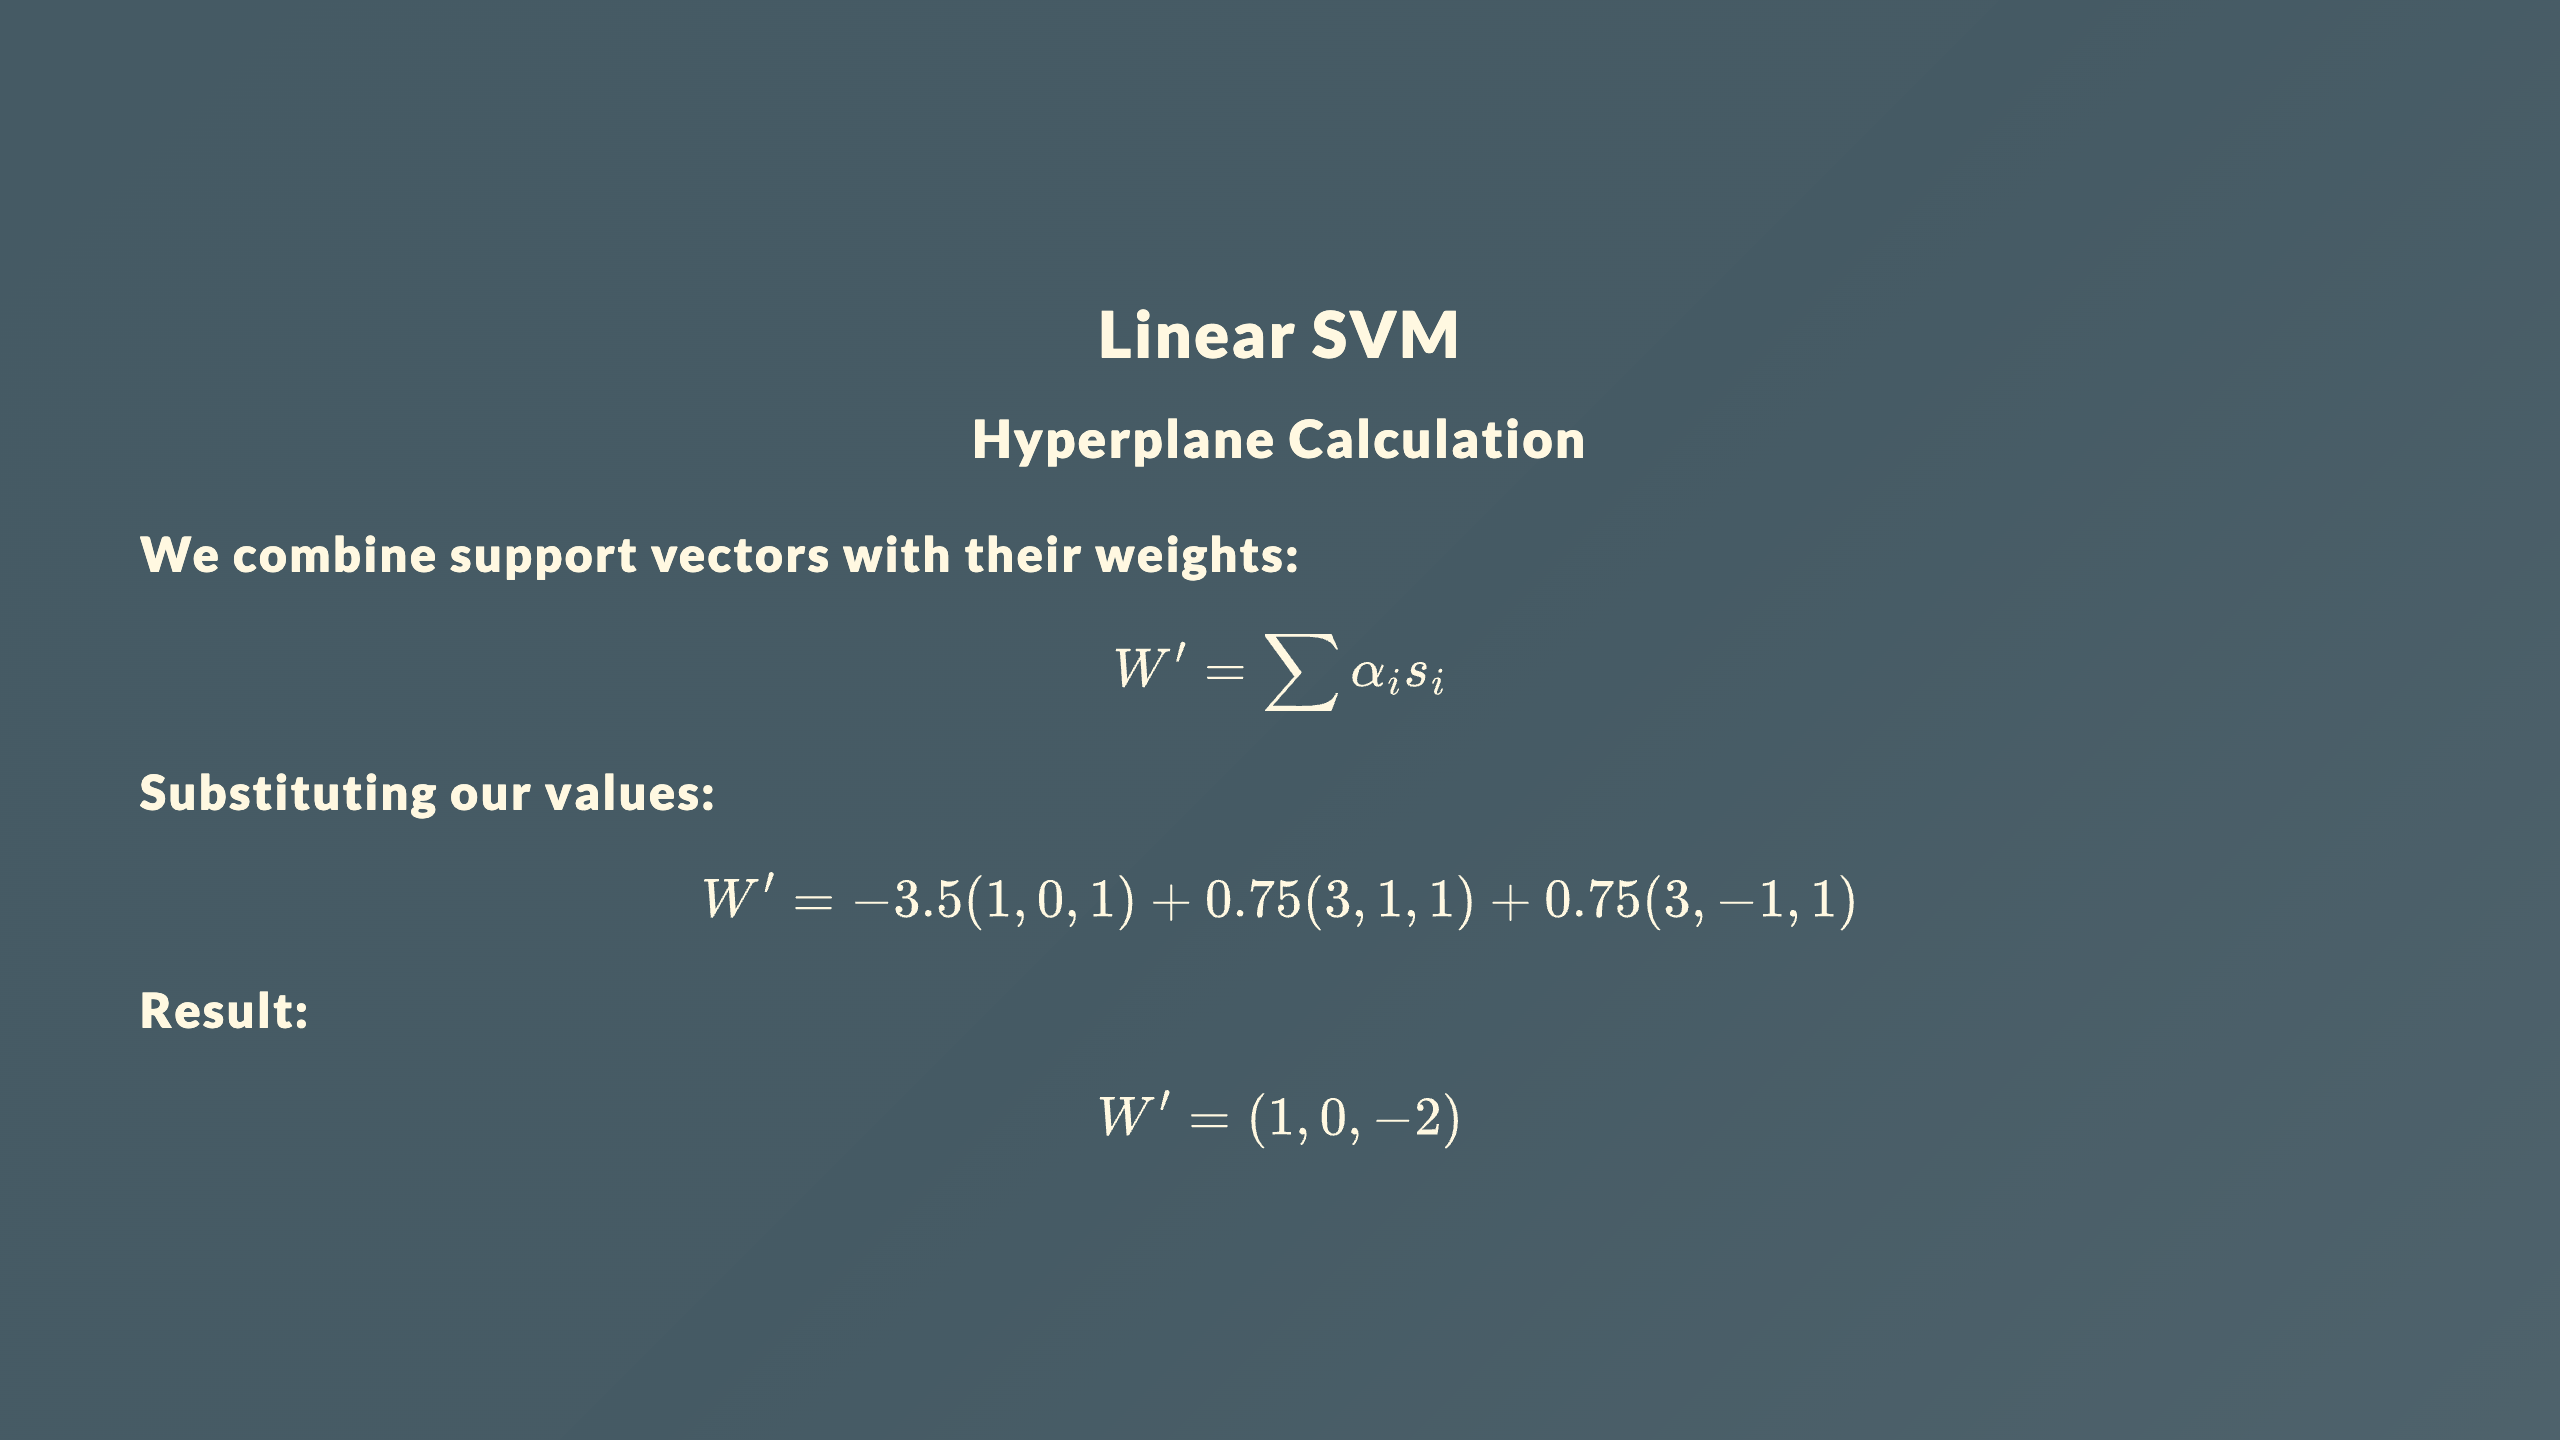 Linear SVM
Hyperplane Calculation
We combine support vectors with their weights:
W′ = ∑ αᵢsᵢ
Substituting our values:
W′ = −3.5(1, 0, 1) + 0.75(3, 1, 1) + 0.75(3, −1, 1)
Result:
W′ = (1, 0, −2)